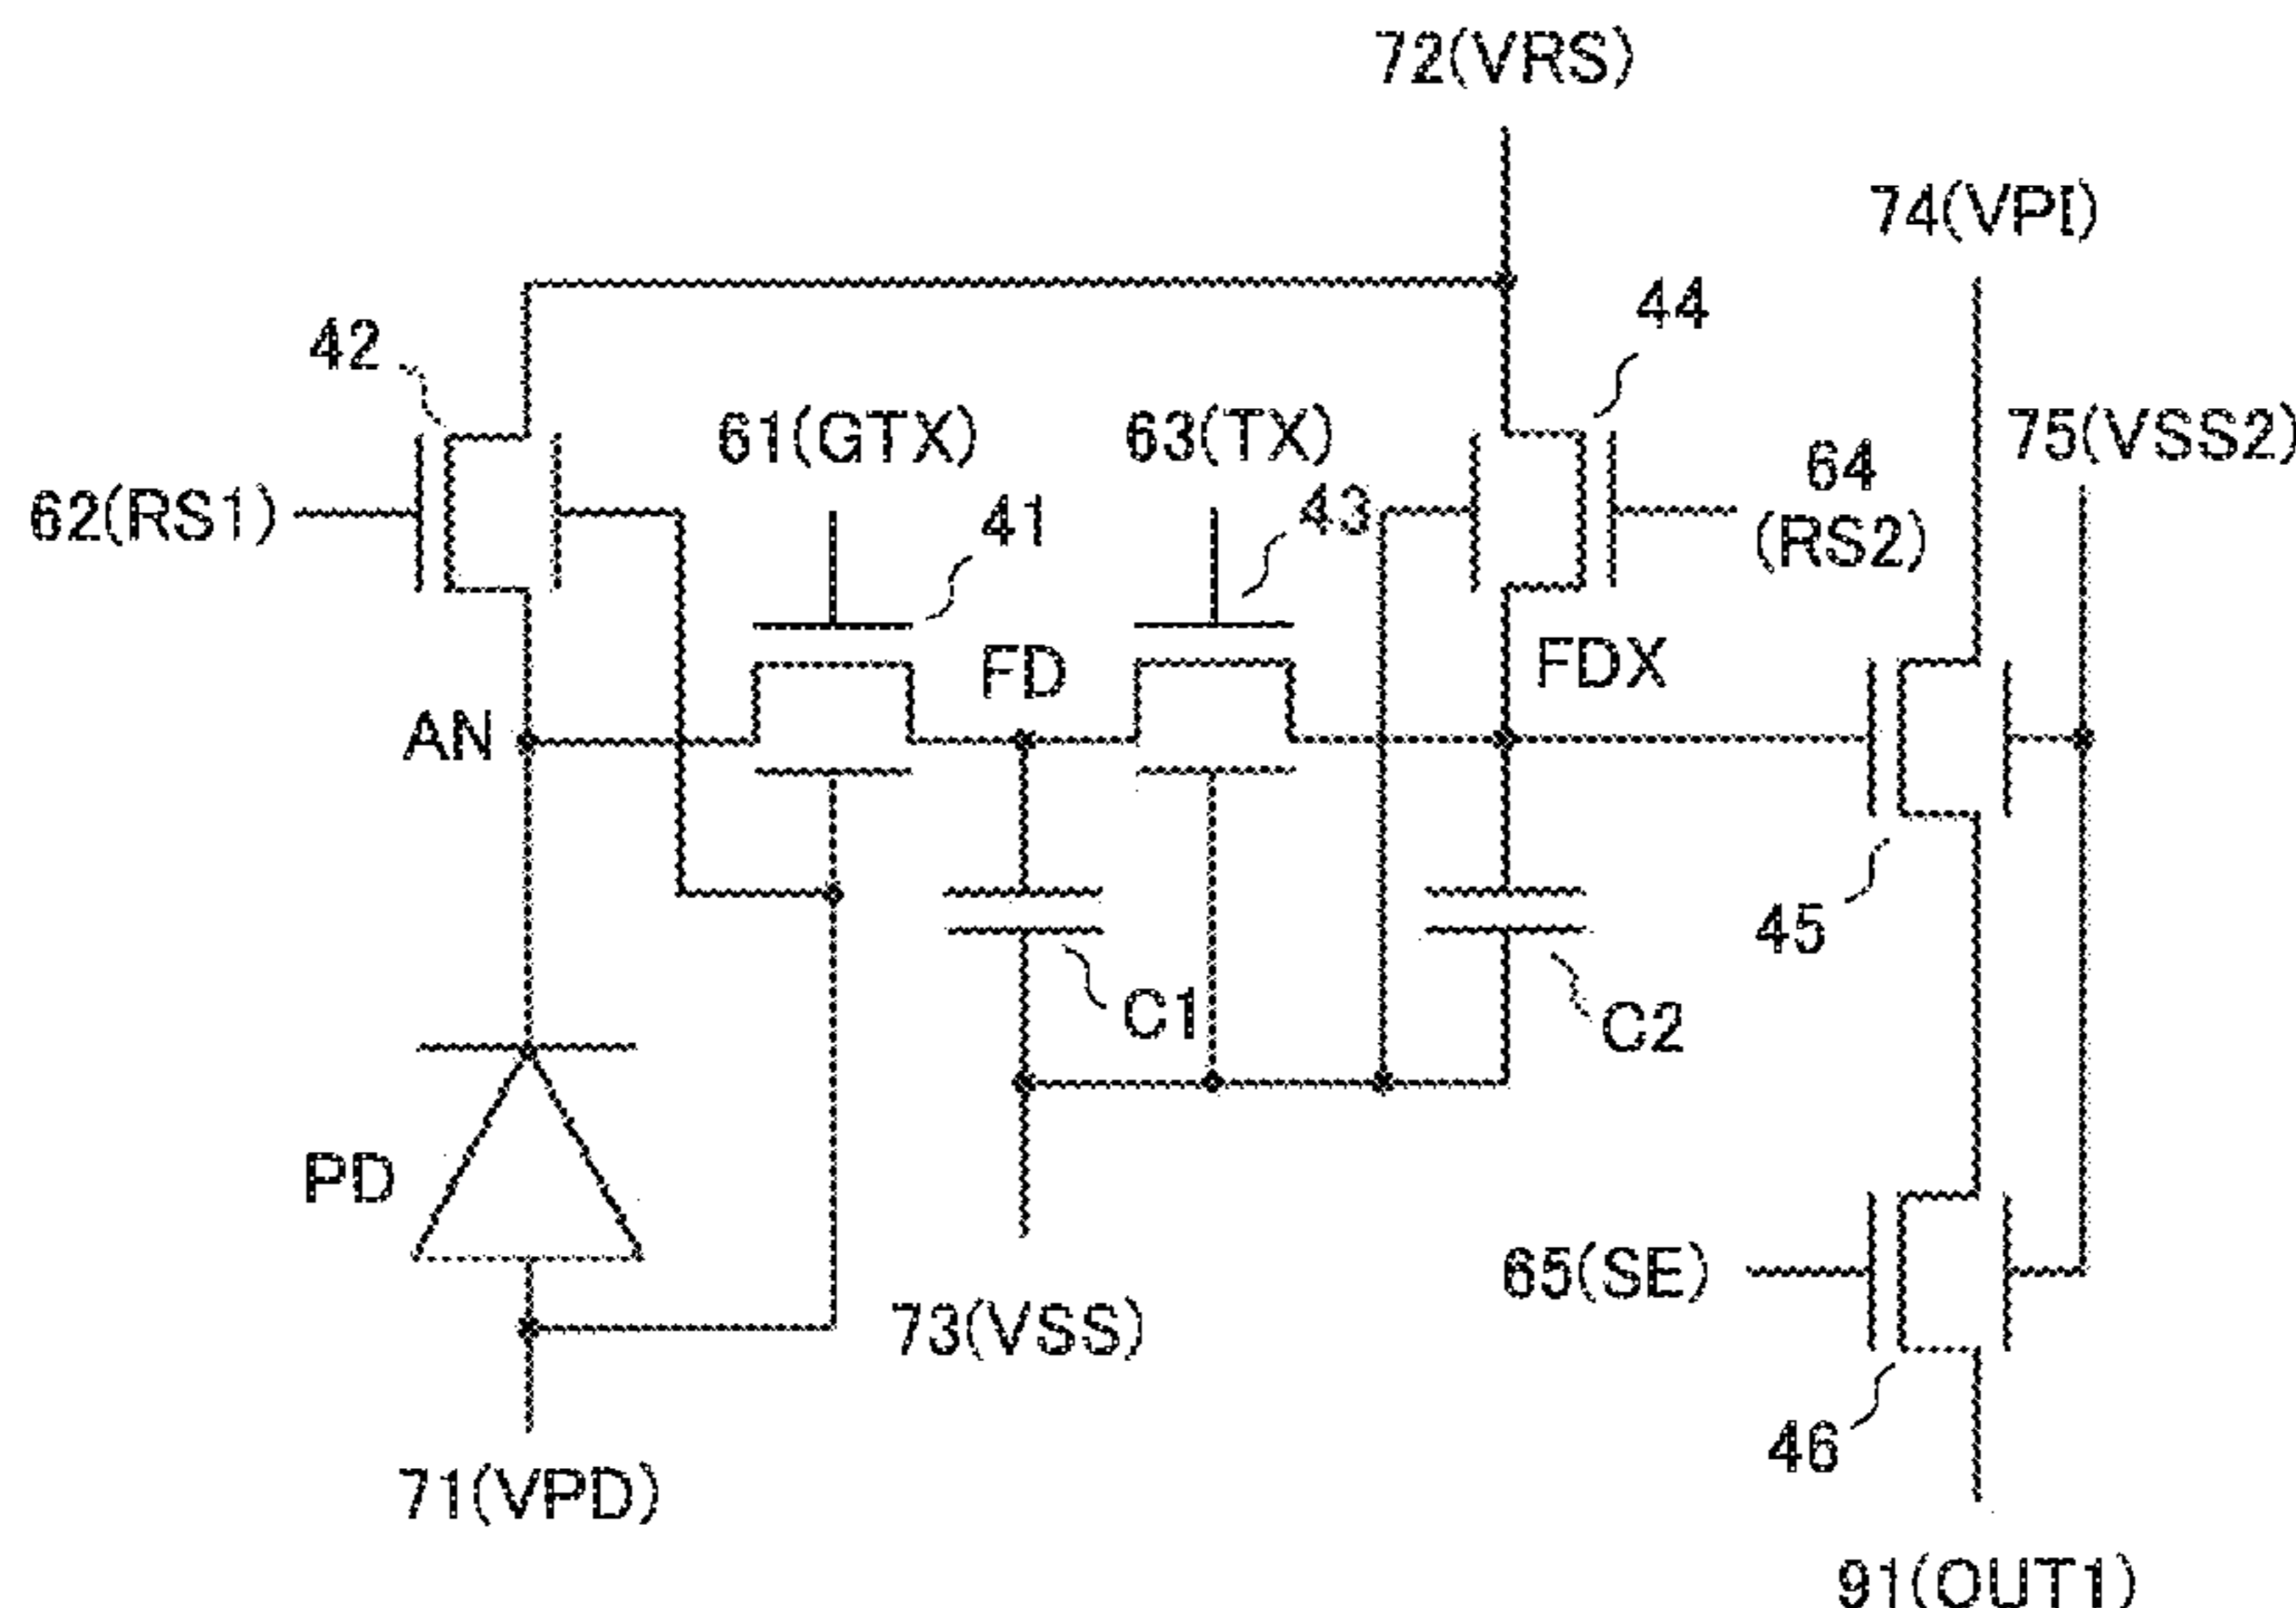 72(VRS)
74(VPI)
44
42
75(VSS2)
61(GTX)
63(TX)
64
(RS2)
62(RS1)
41
43
FD
FDX
AN
45
C1
C2
PD
65(SE)
73(VSS)
46
71(VPD)
91(OUT1)